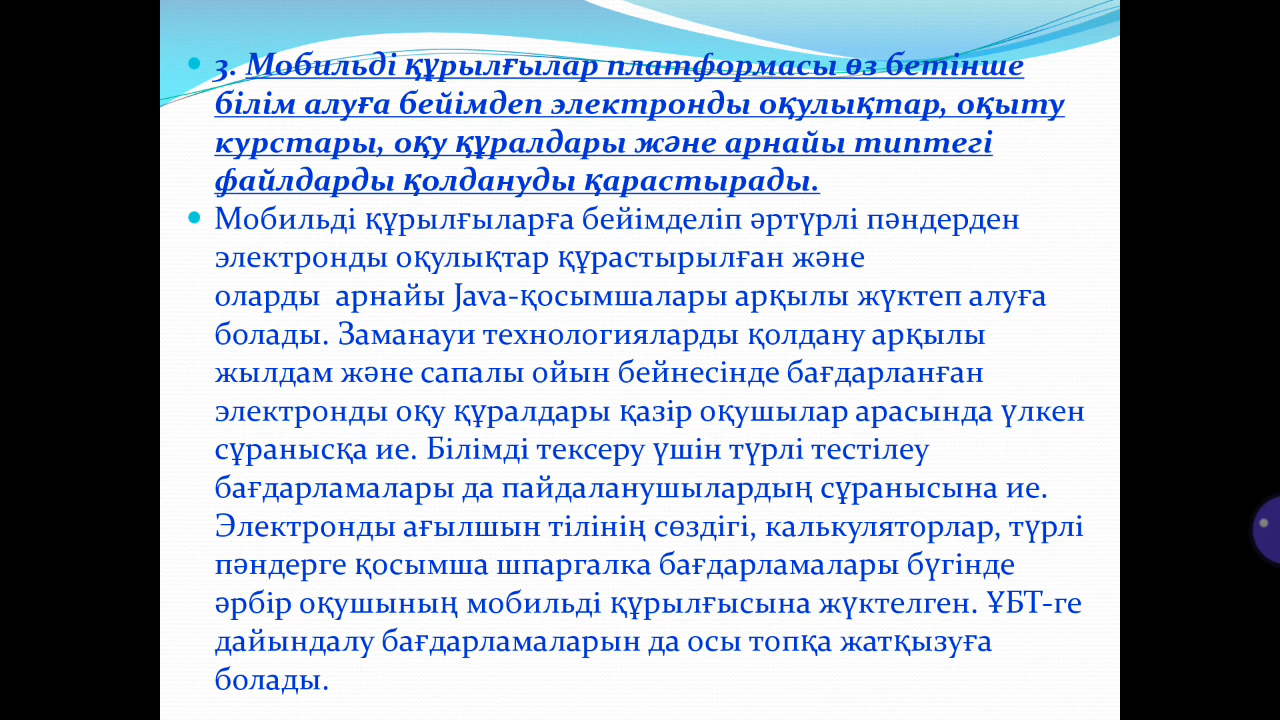 3. Мобильді құрылғылар платформасы өз бетінше
білім алуға бейімдеп электронды оқулықтар, оқыту
курстары, оқу құралдары және арнайы типтегі
файлдарды қолдануды қарастырады.
Мобильді құрылғыларға бейімделіп әртүрлі пәндерден
электронды оқулықтар құрастырылған және
оларды  арнайы Java-қосымшалары арқылы жүктеп алуға
болады. Заманауи технологияларды қолдану арқылы
жылдам және сапалы ойын бейнесінде бағдарланған
электронды оқу құралдары қазір оқушылар арасында үлкен
сұранысқа ие. Білімді тексеру үшін түрлі тестілеу
бағдарламалары да пайдаланушылардың сұранысына ие.
Электронды ағылшын тілінің сөздігі, калькуляторлар, түрлі
пәндерге қосымша шпаргалка бағдарламалары бүгінде
әрбір оқушының мобильді құрылғысына жүктелген. ҰБТ-ге
дайындалу бағдарламаларын да осы топқа жатқызуға
болады.